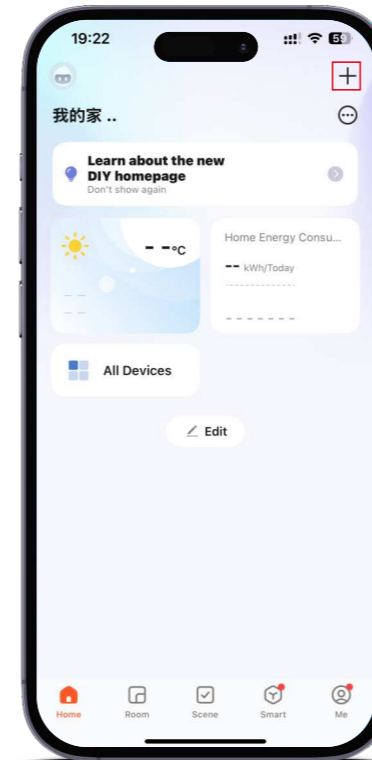 19:22
59
我的家 ..
Learn about the new
DIY homepage
Don't show again
- -°C
- -
- -
Home Energy Consu...
-- kWh/Today
- - - - - - -
All Devices
Edit
Home
Room
Scene
Smart
Me